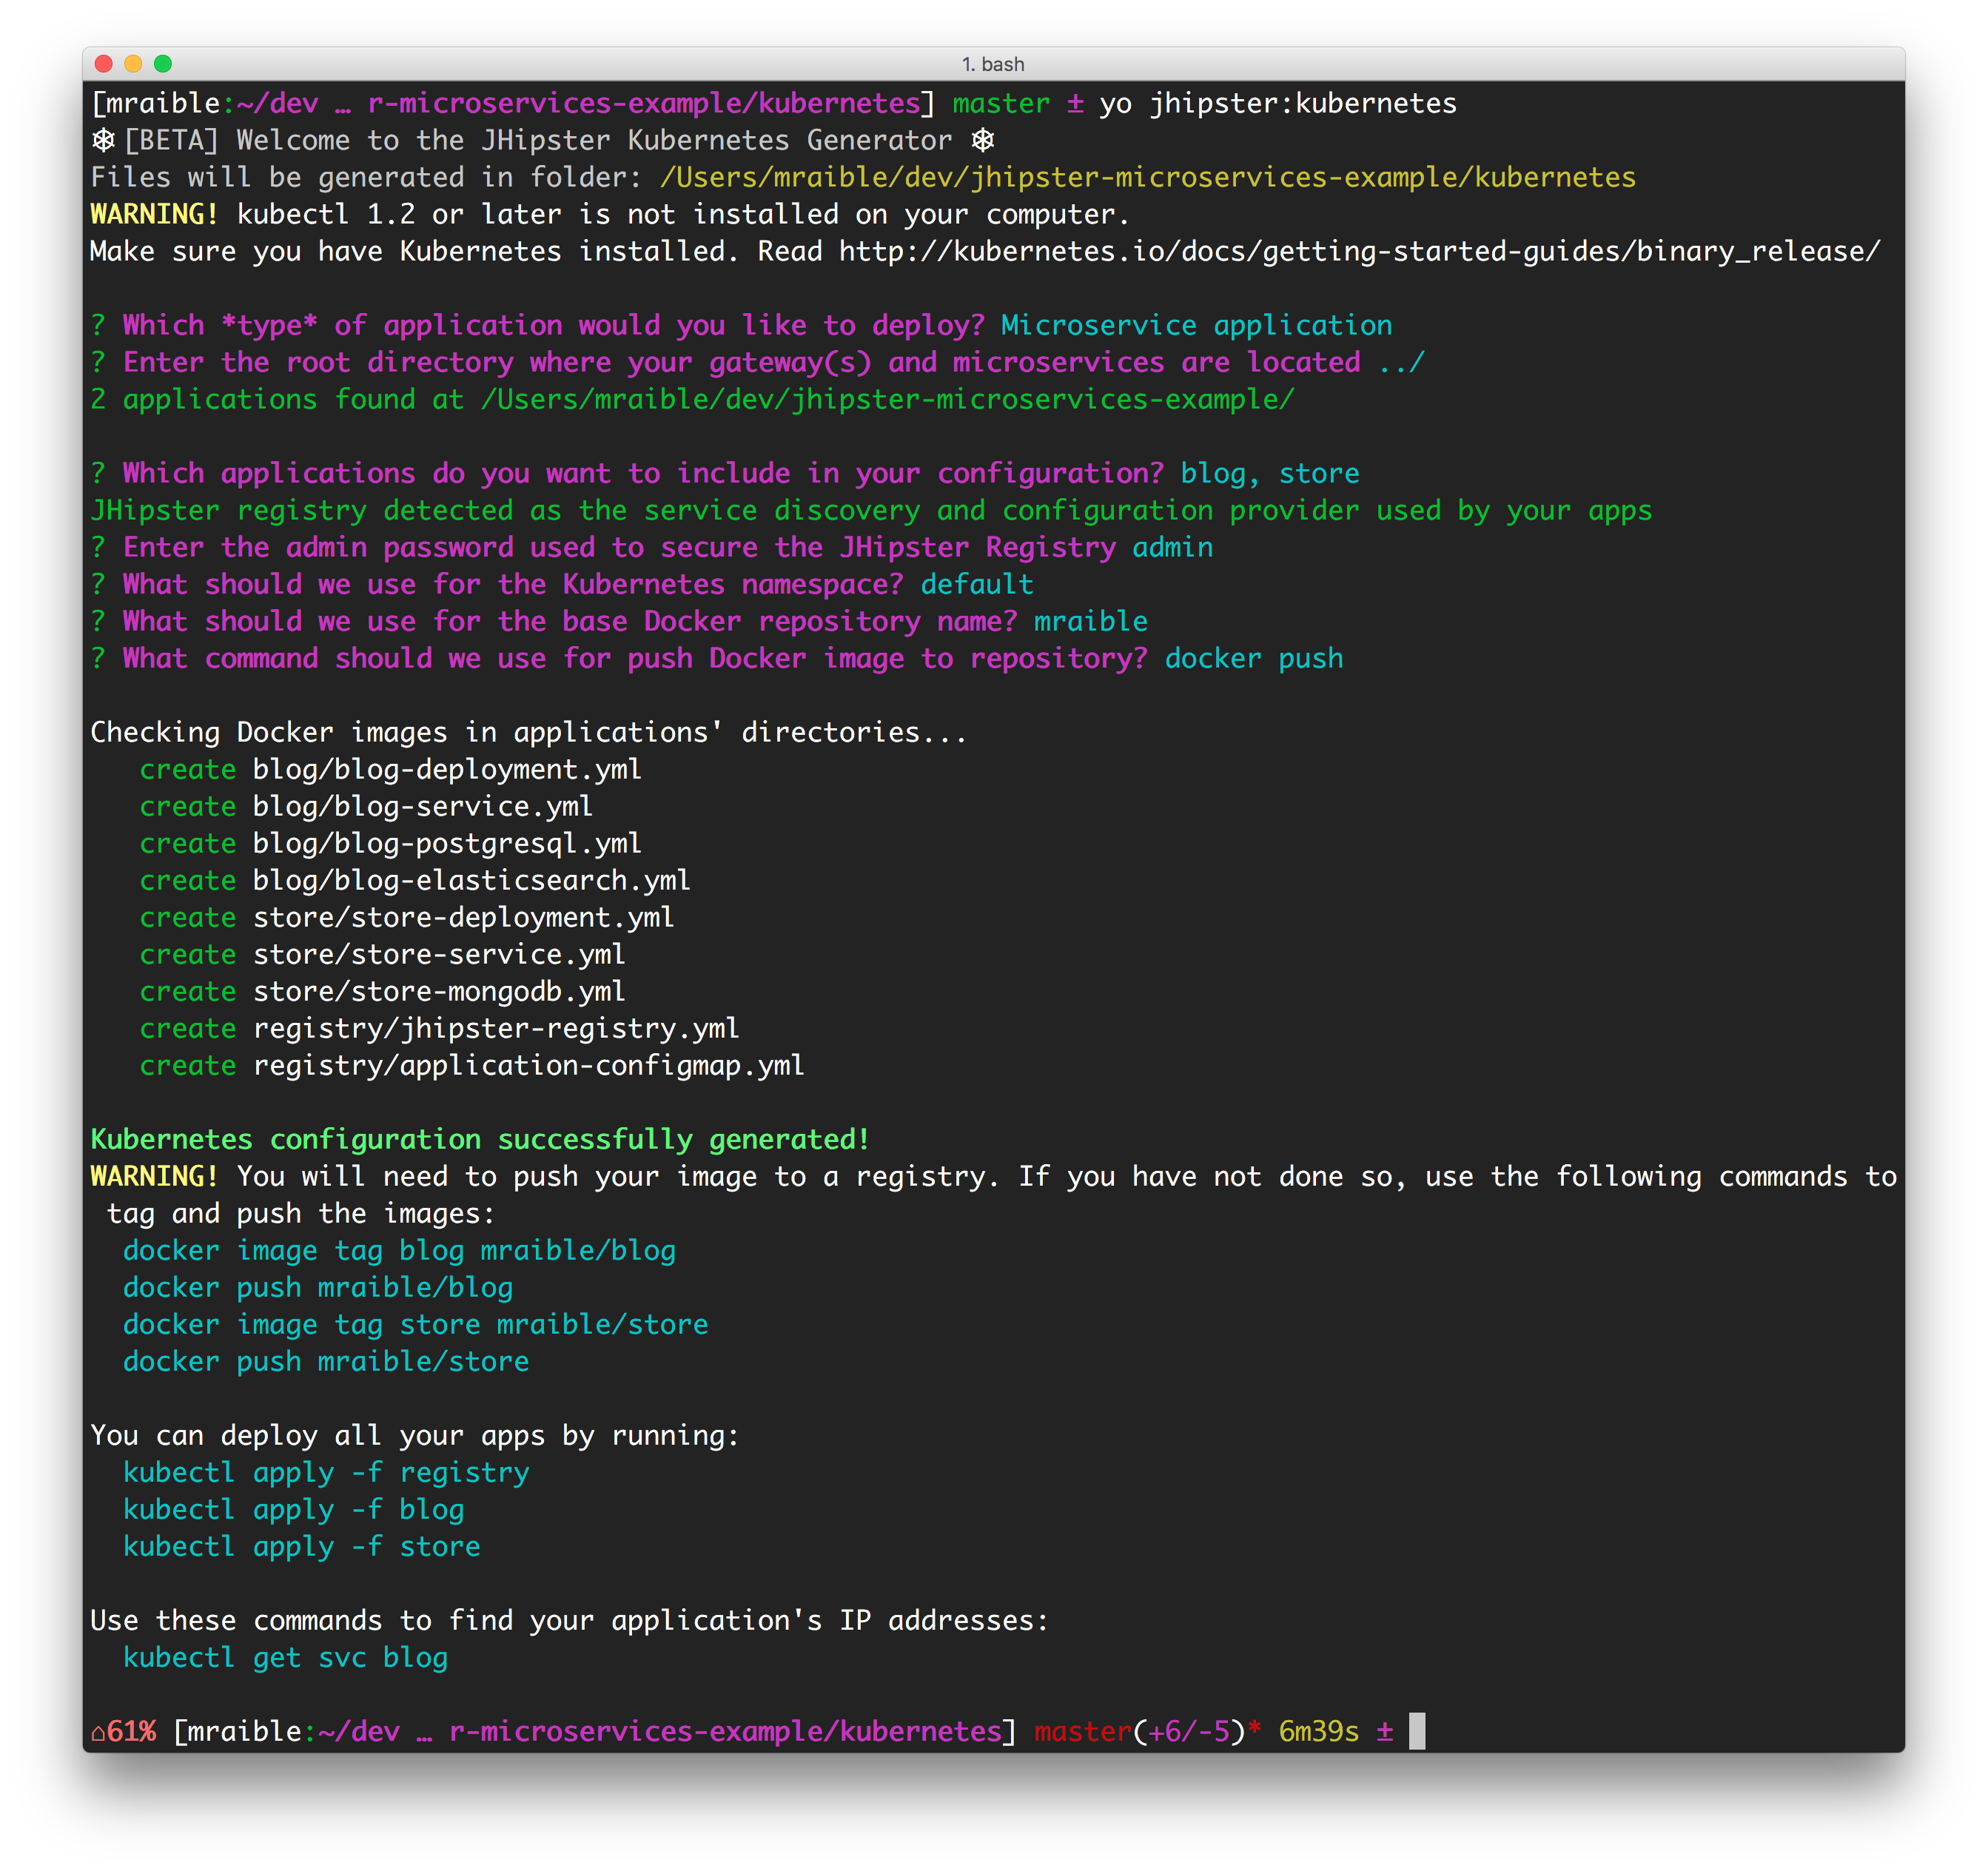 1. bash
[mraible:~/dev … r-microservices-example/kubernetes] master ± yo jhipster:kubernetes
⎈ [BETA] Welcome to the JHipster Kubernetes Generator ⎈
Files will be generated in folder: /Users/mraible/dev/jhipster-microservices-example/kubernetes
WARNING! kubectl 1.2 or later is not installed on your computer.
Make sure you have Kubernetes installed. Read http://kubernetes.io/docs/getting-started-guides/binary_release/
? Which *type* of application would you like to deploy? Microservice application
? Enter the root directory where your gateway(s) and microservices are located ../
2 applications found at /Users/mraible/dev/jhipster-microservices-example/
? Which applications do you want to include in your configuration? blog, store
JHipster registry detected as the service discovery and configuration provider used by your apps
? Enter the admin password used to secure the JHipster Registry admin
? What should we use for the Kubernetes namespace? default
? What should we use for the base Docker repository name? mraible
? What command should we use for push Docker image to repository? docker push
Checking Docker images in applications' directories...
create blog/blog-deployment.yml
create blog/blog-service.yml
create blog/blog-postgresql.yml
create blog/blog-elasticsearch.yml
create store/store-deployment.yml
create store/store-service.yml
create store/store-mongodb.yml
create registry/jhipster-registry.yml
create registry/application-configmap.yml
Kubernetes configuration successfully generated!
WARNING! You will need to push your image to a registry. If you have not done so, use the following commands to
tag and push the images:
docker image tag blog mraible/blog
docker push mraible/blog
docker image tag store mraible/store
docker push mraible/store
You can deploy all your apps by running:
kubectl apply -f registry
kubectl apply -f blog
kubectl apply -f store
Use these commands to find your application's IP addresses:
kubectl get svc blog
⌂61% [mraible:~/dev … r-microservices-example/kubernetes] master(+6/-5)* 6m39s ±